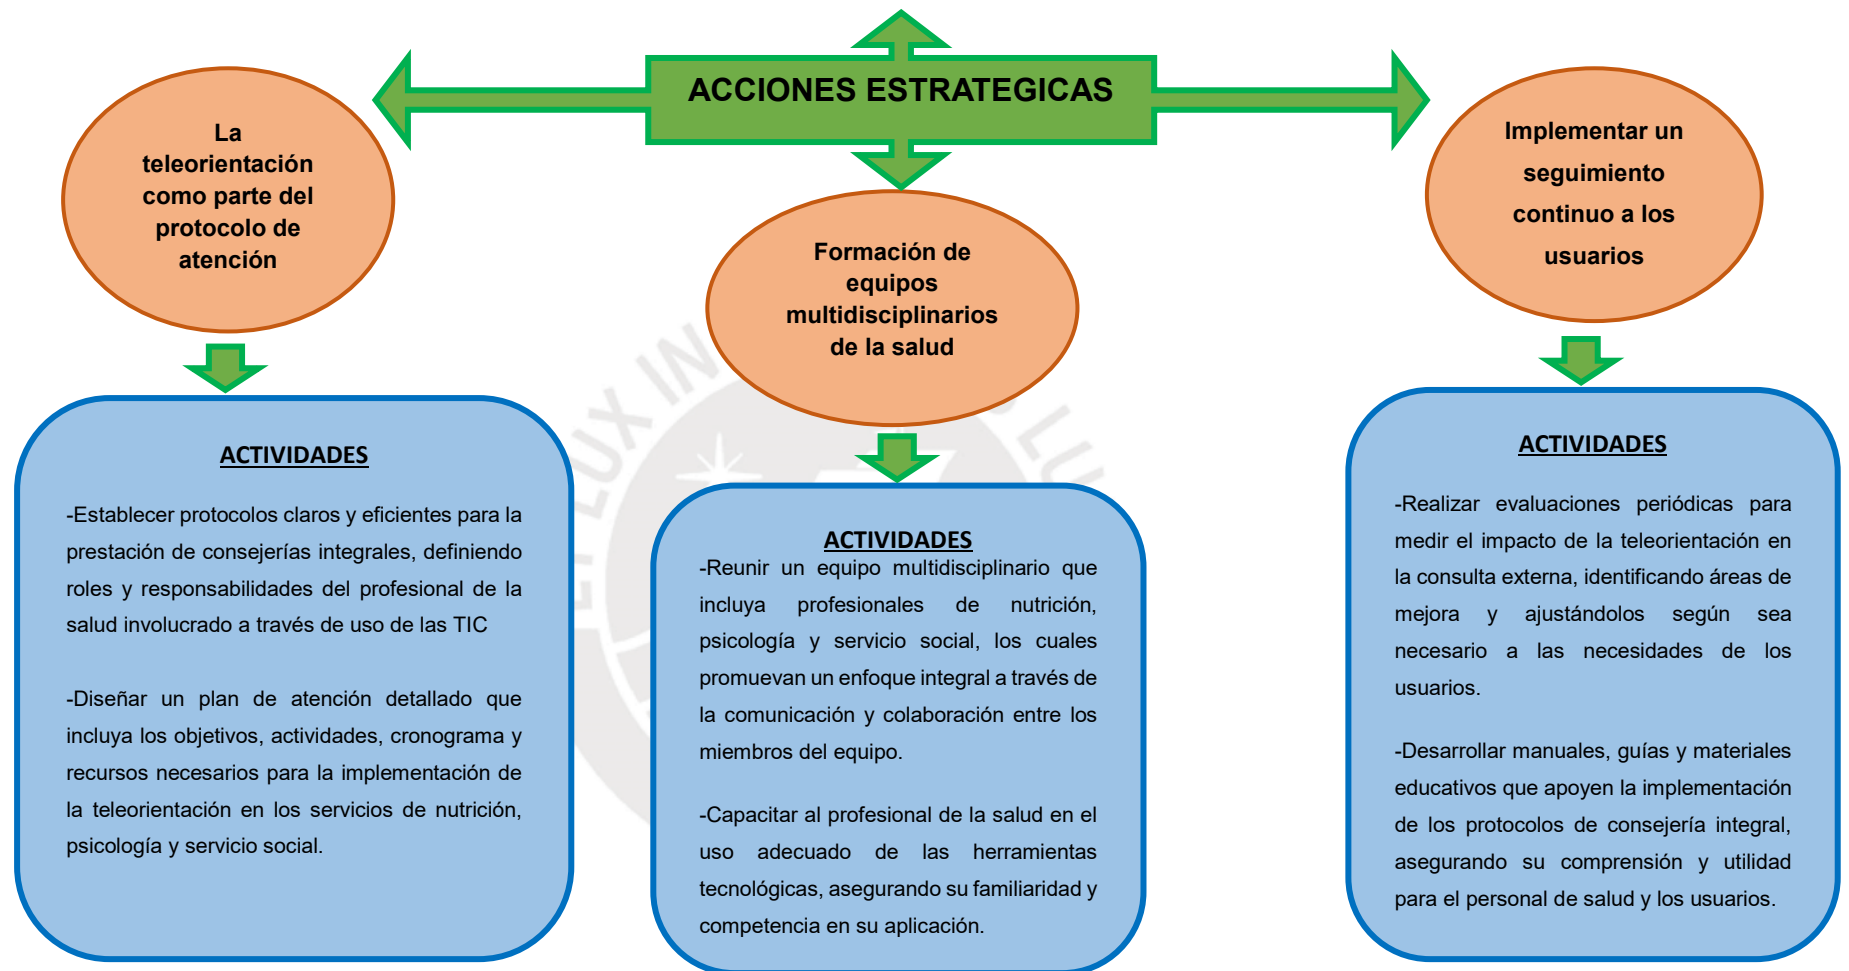 ACCIONES ESTRATEGICAS
La
teleorientación
como parte del
protocolo de
atención
ACTIVIDADES
-Establecer protocolos claros y eficientes para la
prestación de consejerías integrales, definiendo
roles y responsabilidades del profesional de la
salud involucrado a través de uso de las TIC
-Diseñar un plan de atención detallado que
incluya los objetivos, actividades, cronograma y
recursos necesarios para la implementación de
la teleorientación en los servicios de nutrición,
psicología y servicio social.
Formación de
equipos
multidisciplinarios
de la salud
ACTIVIDADES
-Reunir un equipo multidisciplinario que
incluya profesionales de nutrición,
psicología y servicio social, los cuales
promuevan un enfoque integral a través de
la comunicación y colaboración entre los
miembros del equipo.
-Capacitar al profesional de la salud en el
uso adecuado de las herramientas
tecnológicas, asegurando su familiaridad y
competencia en su aplicación.
Implementar un
seguimiento
continuo a los
usuarios
ACTIVIDADES
-Realizar evaluaciones periódicas para
medir el impacto de la teleorientación en
la consulta externa, identificando áreas de
mejora y ajustándolos según sea
necesario a las necesidades de los
usuarios.
-Desarrollar manuales, guías y materiales
educativos que apoyen la implementación
de los protocolos de consejería integral,
asegurando su comprensión y utilidad
para el personal de salud y los usuarios.
LUX IN